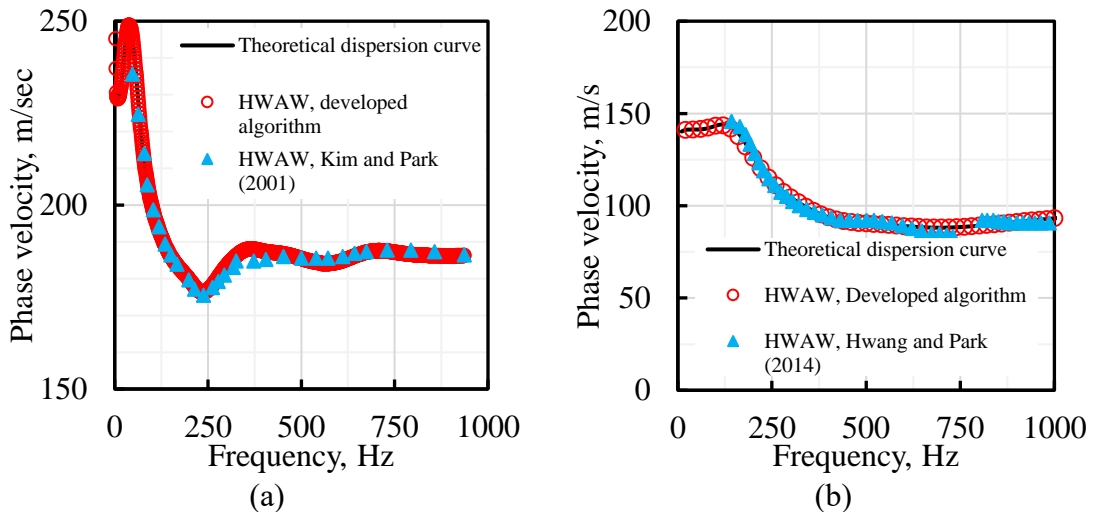 250
200
150
Phase velocity, m/sec
Theoretical dispersion curve
HWAW, developed
algorithm
HWAW, Kim and Park
(2001)
0
250
500
750
1000
Frequency, Hz
(a)
200
150
100
50
0
Phase velocity, m/s
Theoretical dispersion curve
HWAW, Developed algorithm
HWAW, Hwang and Park
(2014)
0
250
500
750
1000
Frequency, Hz
(b)